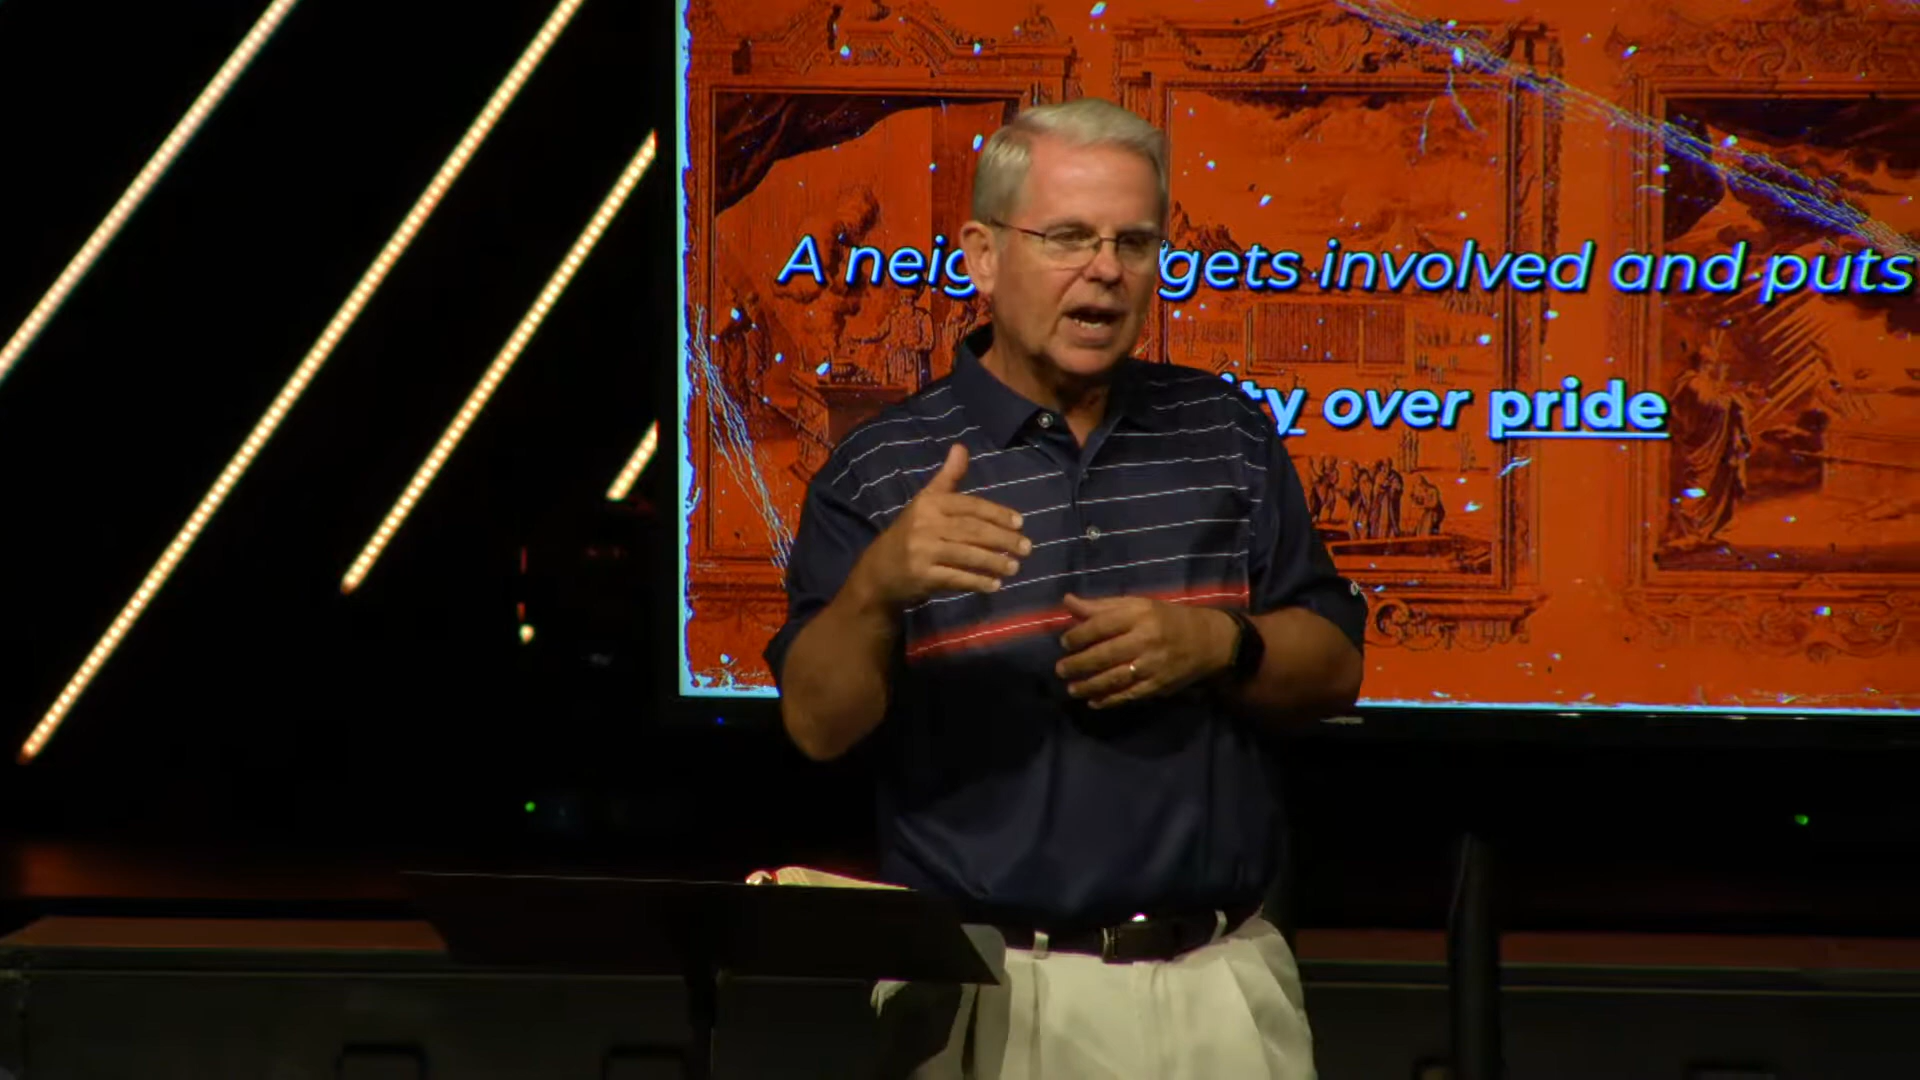 A neig gets involved and puts
ty over pride